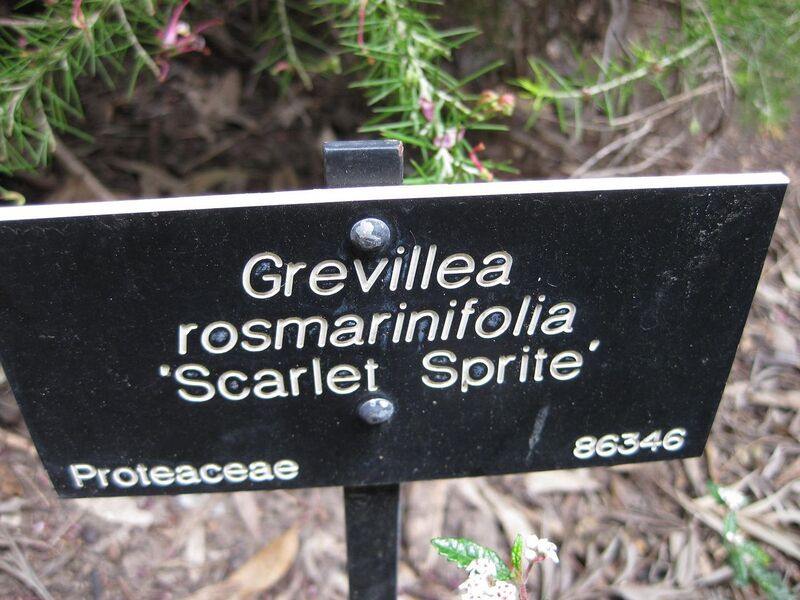 Grevillea
rosmarinifolia
'Scarlet Sprite'
Proteaceae 86346